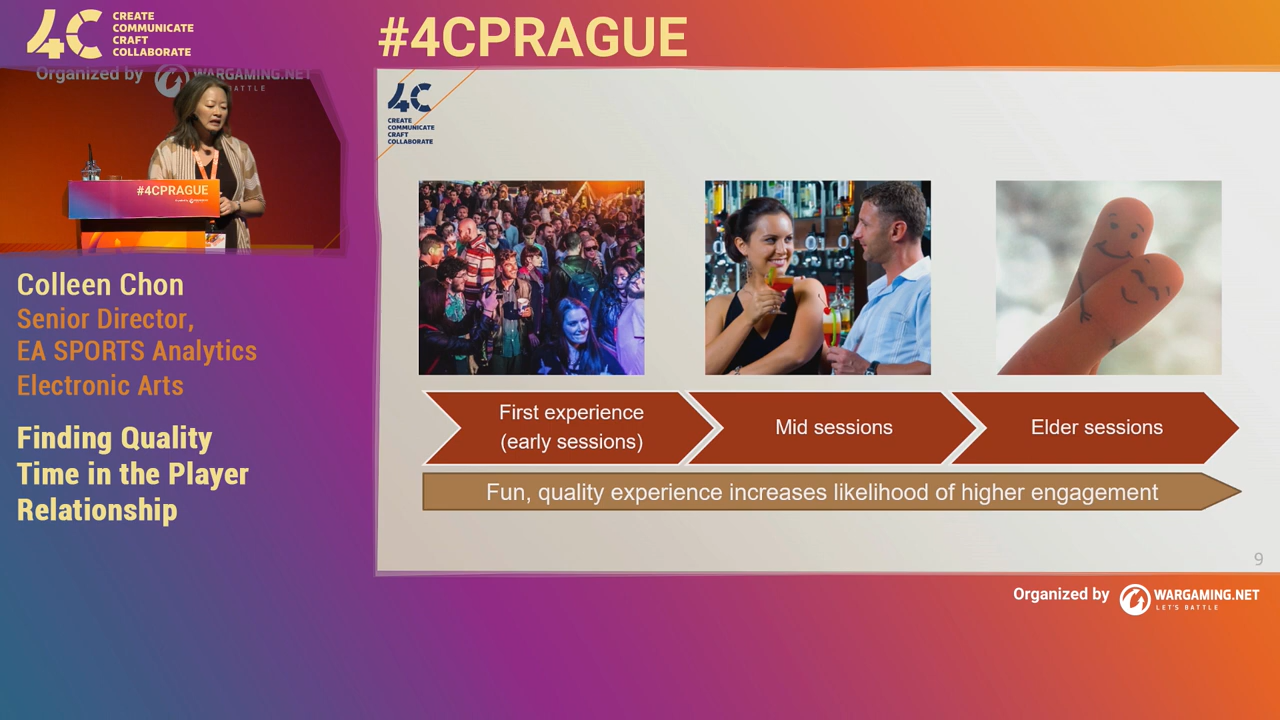 4C
CREATE
COMMUNICATE
CRAFT
COLLABORATE
#4CPRAGUE
Organized by WARGAMING.NET
BATTLE
#4CPRAGUE
Colleen Chon
Senior Director,
EA SPORTS Analytics
Electronic Arts
Finding Quality
Time in the Player
Relationship
4C
CREATE
COMMUNICATE
CRAFT
COLLABORATE
First experience
(early sessions)
Mid sessions
Elder sessions
Fun, quality experience increases likelihood of higher engagement
9
Organized by WARGAMING.NET
LET'S BATTLE